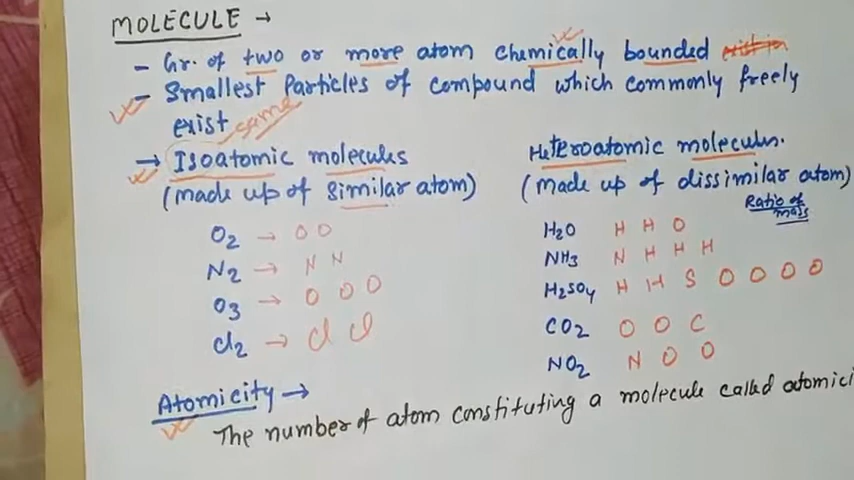 MOLECULE →
- Gr. of two or more atom chemically bounded
- Smallest Particles of compound which commonly freely
exist same
→ Isoatomic molecules
(made up of similar atom)
O2 → O O
N2 → N N
O3 → O O O
Cl2 → Cl Cl
Heteroatomic molecules.
(made up of dissimilar atom)
Ratio of
mass
H2O H H O
NH3 N H H H
H2SO4 H H S O O O O
CO2 O O C
NO2 N O O
Atomicity →
The number of atom constituting a molecule called atomici